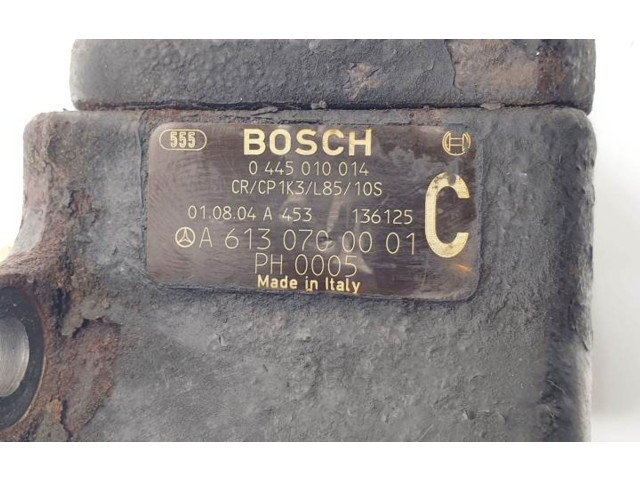 555 BOSCH
0 445 010 014
CR/CP1K3/L85/10S
01.08.04 A 453 136125
A 613 070 00 01 C
PH 0005
Made in Italy